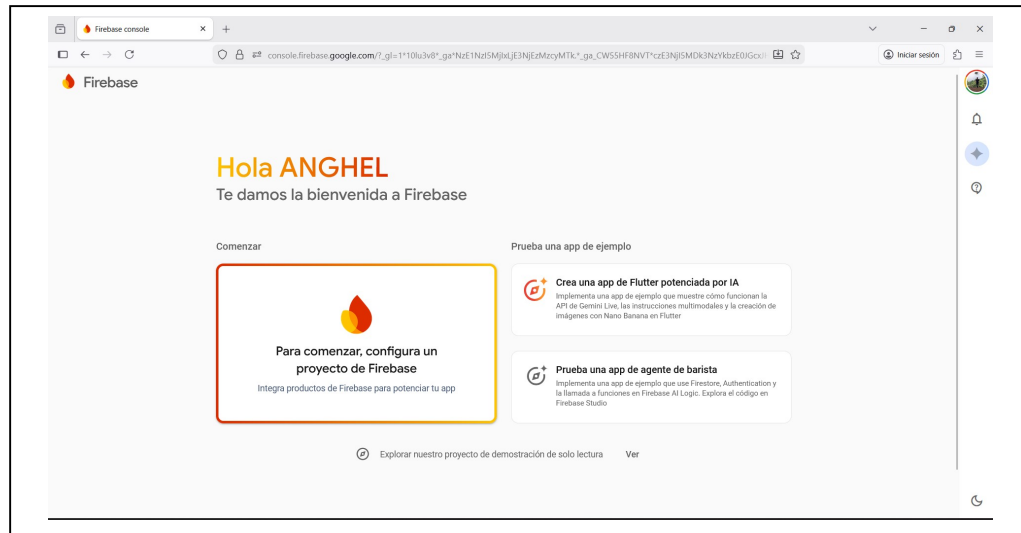 Firebase console
console.firebase.google.com/?_gl=1*10lu3v8*_ga*
Iniciar sesión
Firebase
Hola ANGHEL
Te damos la bienvenida a Firebase
Comenzar
Prueba una app de ejemplo
Para comenzar, configura un
proyecto de Firebase
Integra productos de Firebase para potenciar tu app
Crea una app de Flutter potenciada por IA
Implementa una app de ejemplo que muestre cómo funcionan la
API de Gemini Live, las instrucciones multimodales y la creación de
imágenes con Nano Banana en Flutter
Prueba una app de agente de barista
Implementa una app de ejemplo que use Firestore, Authentication y
la llamada a funciones en Firebase AI Logic. Explora el código en
Firebase Studio
Explorar nuestro proyecto de demostración de solo lectura Ver